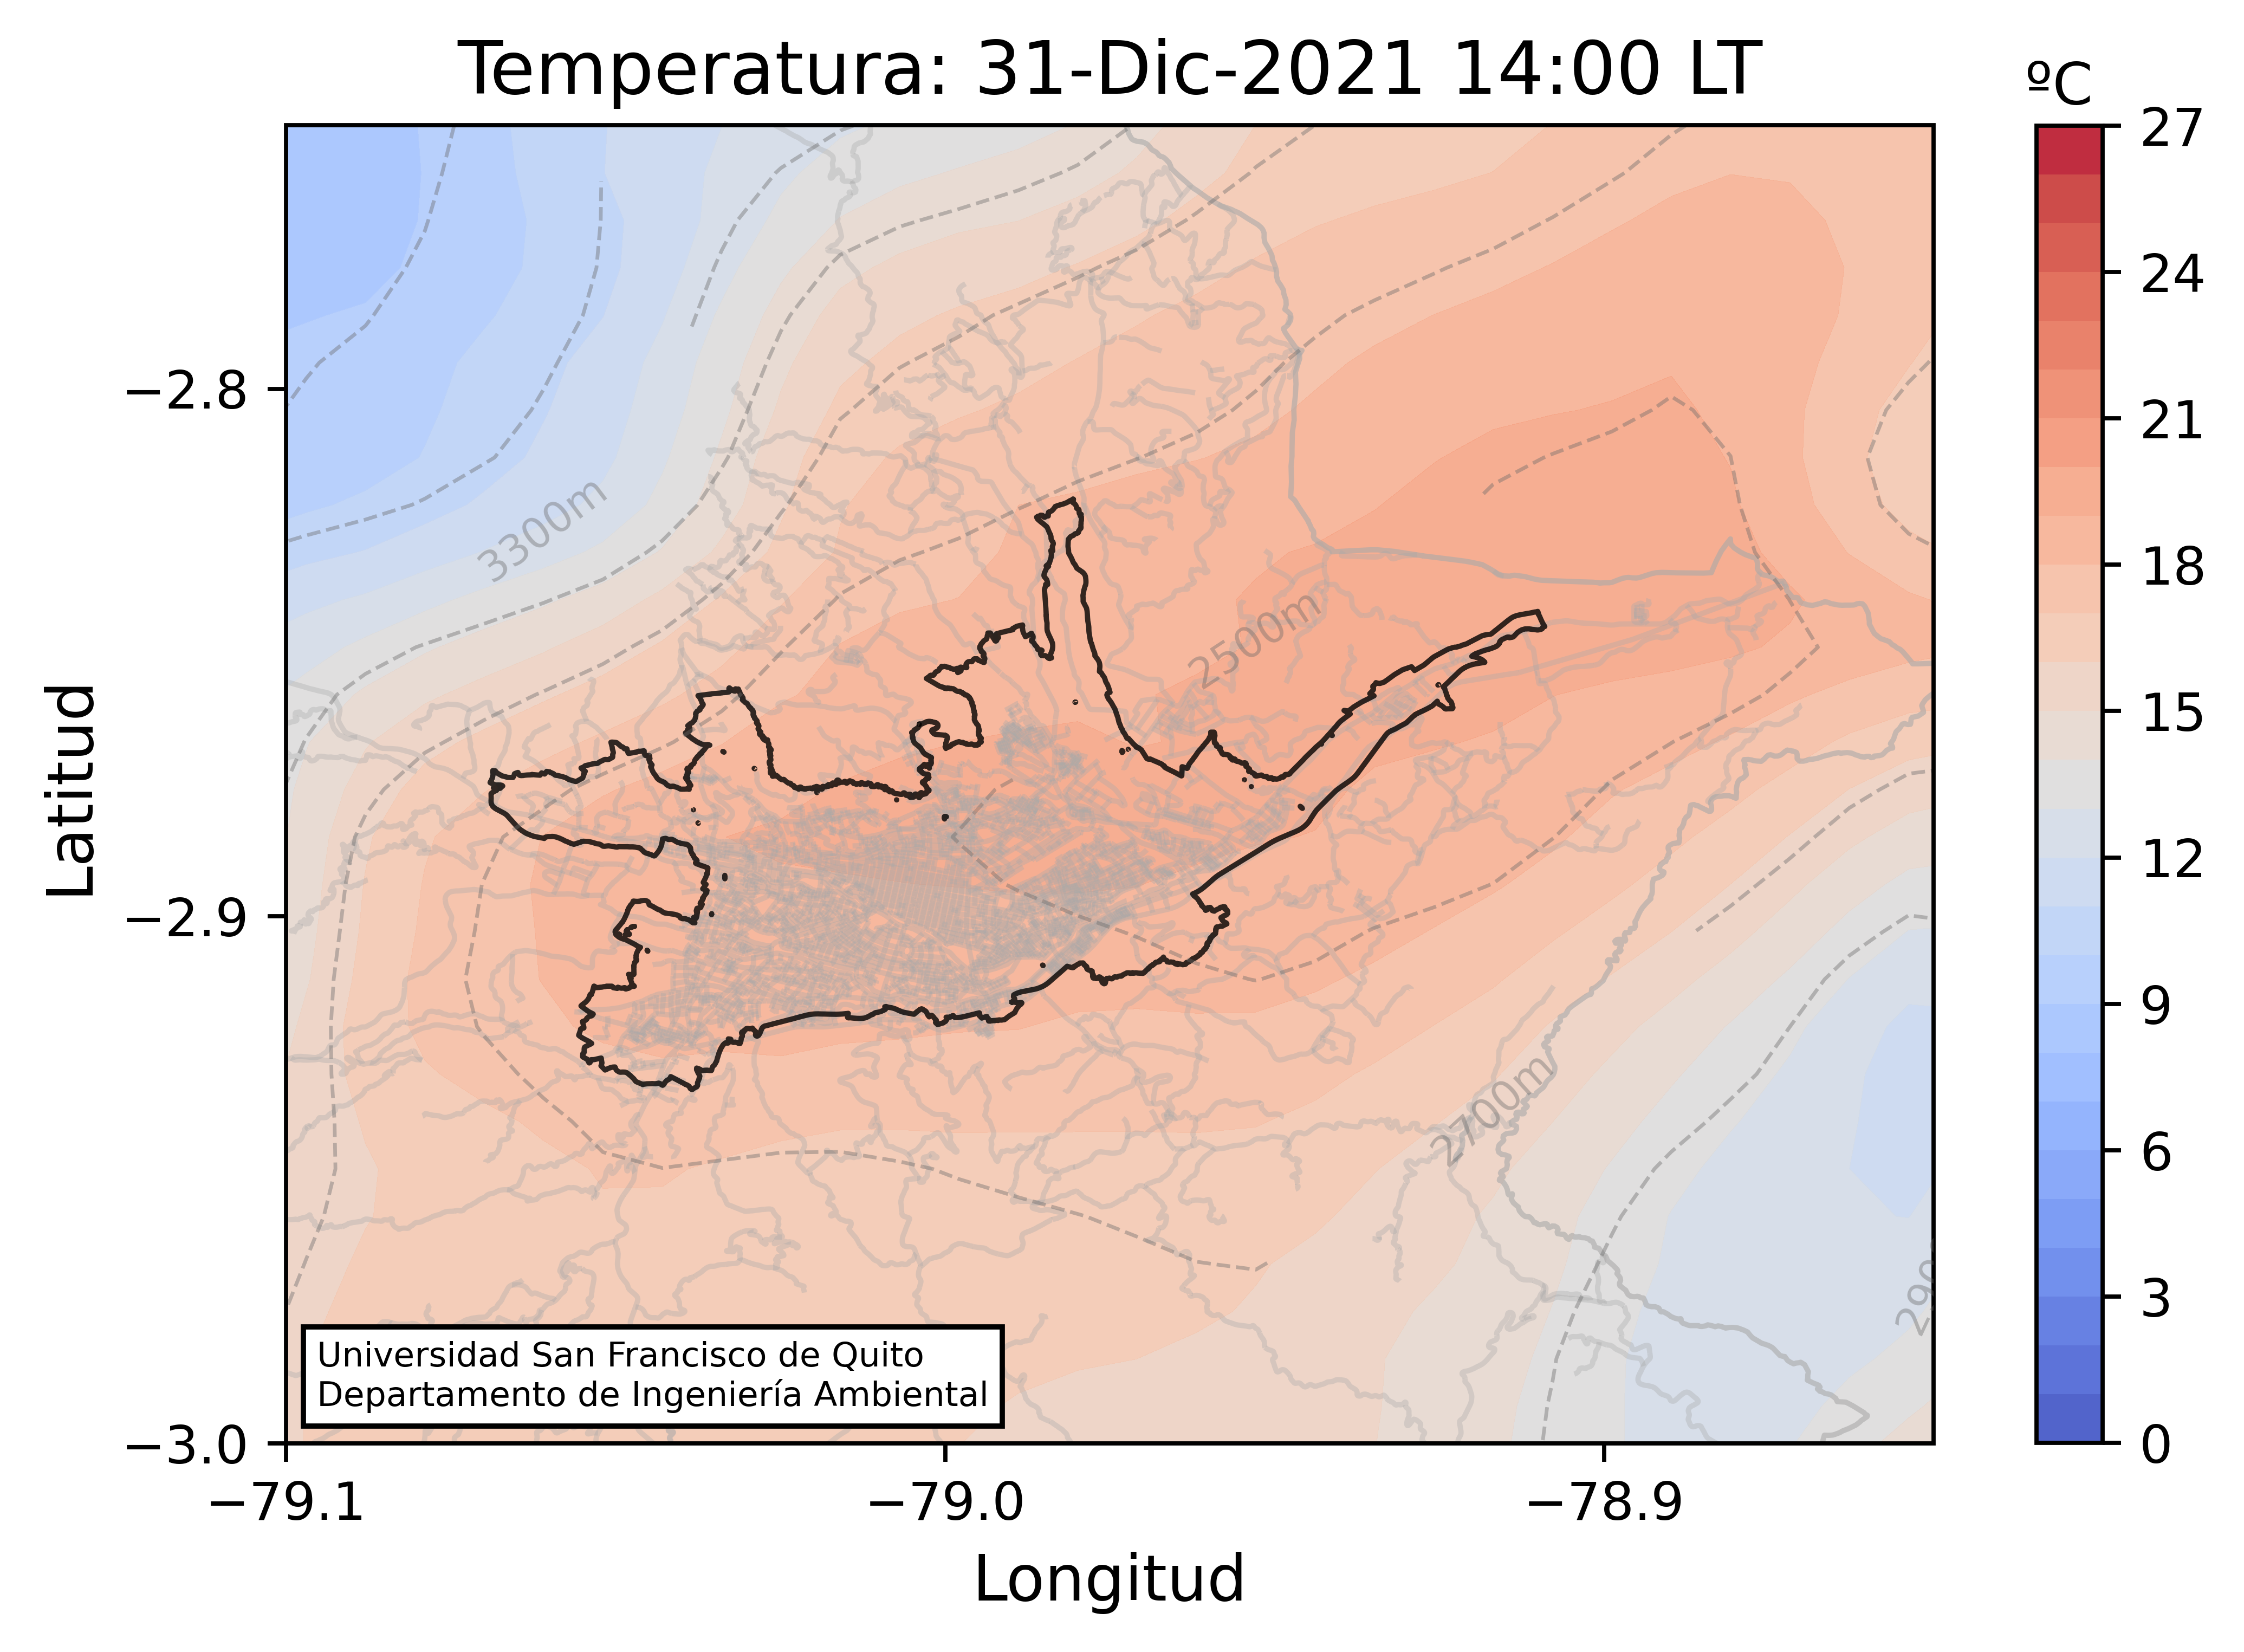 Temperatura: 31-Dic-2021 14:00 LT
ºC
27
24
21
18
15
12
9
6
3
0
Latitud
−2.8
−2.9
−3.0
3300m
2500m
2700m
290
Universidad San Francisco de Quito
Departamento de Ingeniería Ambiental
−79.1
−79.0
−78.9
Longitud